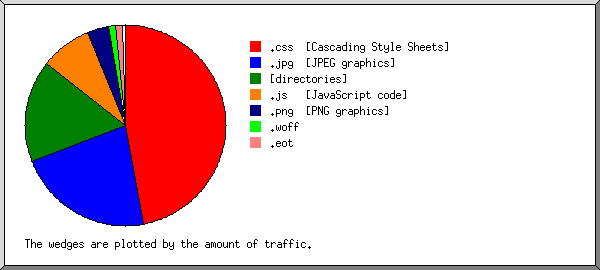 .css [Cascading Style Sheets]
.jpg [JPEG graphics]
[directories]
.js [JavaScript code]
.png [PNG graphics]
.woff
.eot
The wedges are plotted by the amount of traffic.